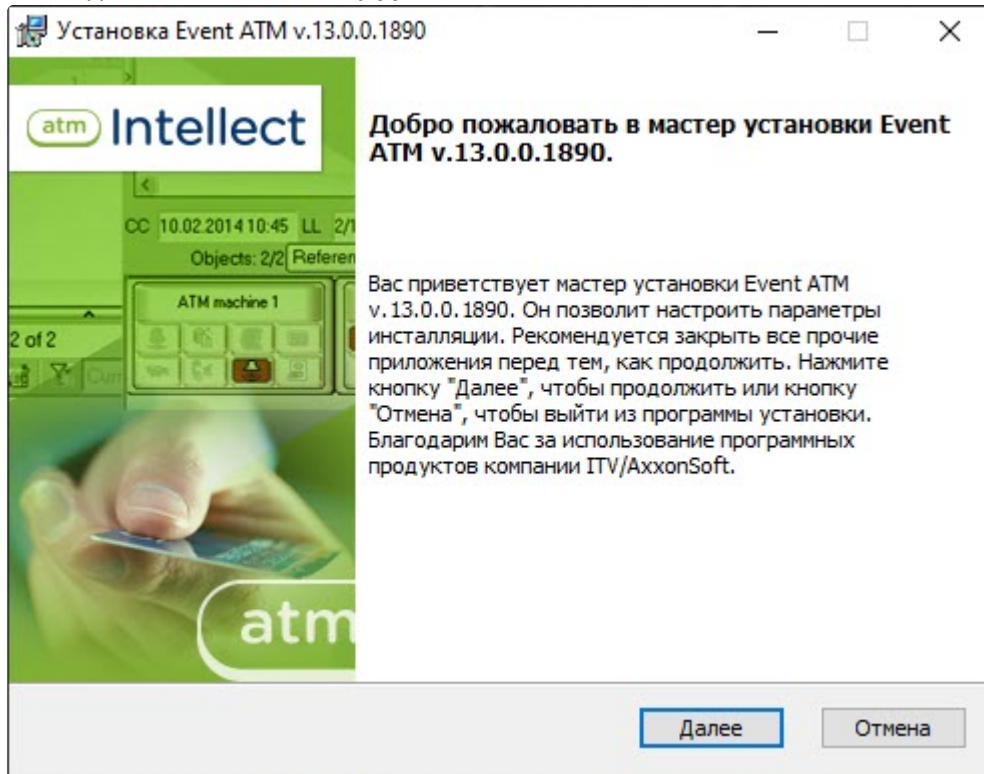 Установка Event ATM v.13.0.0.1890
atm Intellect
Добро пожаловать в мастер установки Event
ATM v.13.0.0.1890.
CC 10.02.2014 10:45 LL
Objects: 2/2
ATM machine 1
2 of 2
Вас приветствует мастер установки Event ATM
v.13.0.0.1890. Он позволит настроить параметры
инсталляции. Рекомендуется закрыть все прочие
приложения перед тем, как продолжить. Нажмите
кнопку "Далее", чтобы продолжить или кнопку
"Отмена", чтобы выйти из программы установки.
Благодарим Вас за использование программных
продуктов компании ITV/AxxonSoft.
atm
Далее
Отмена